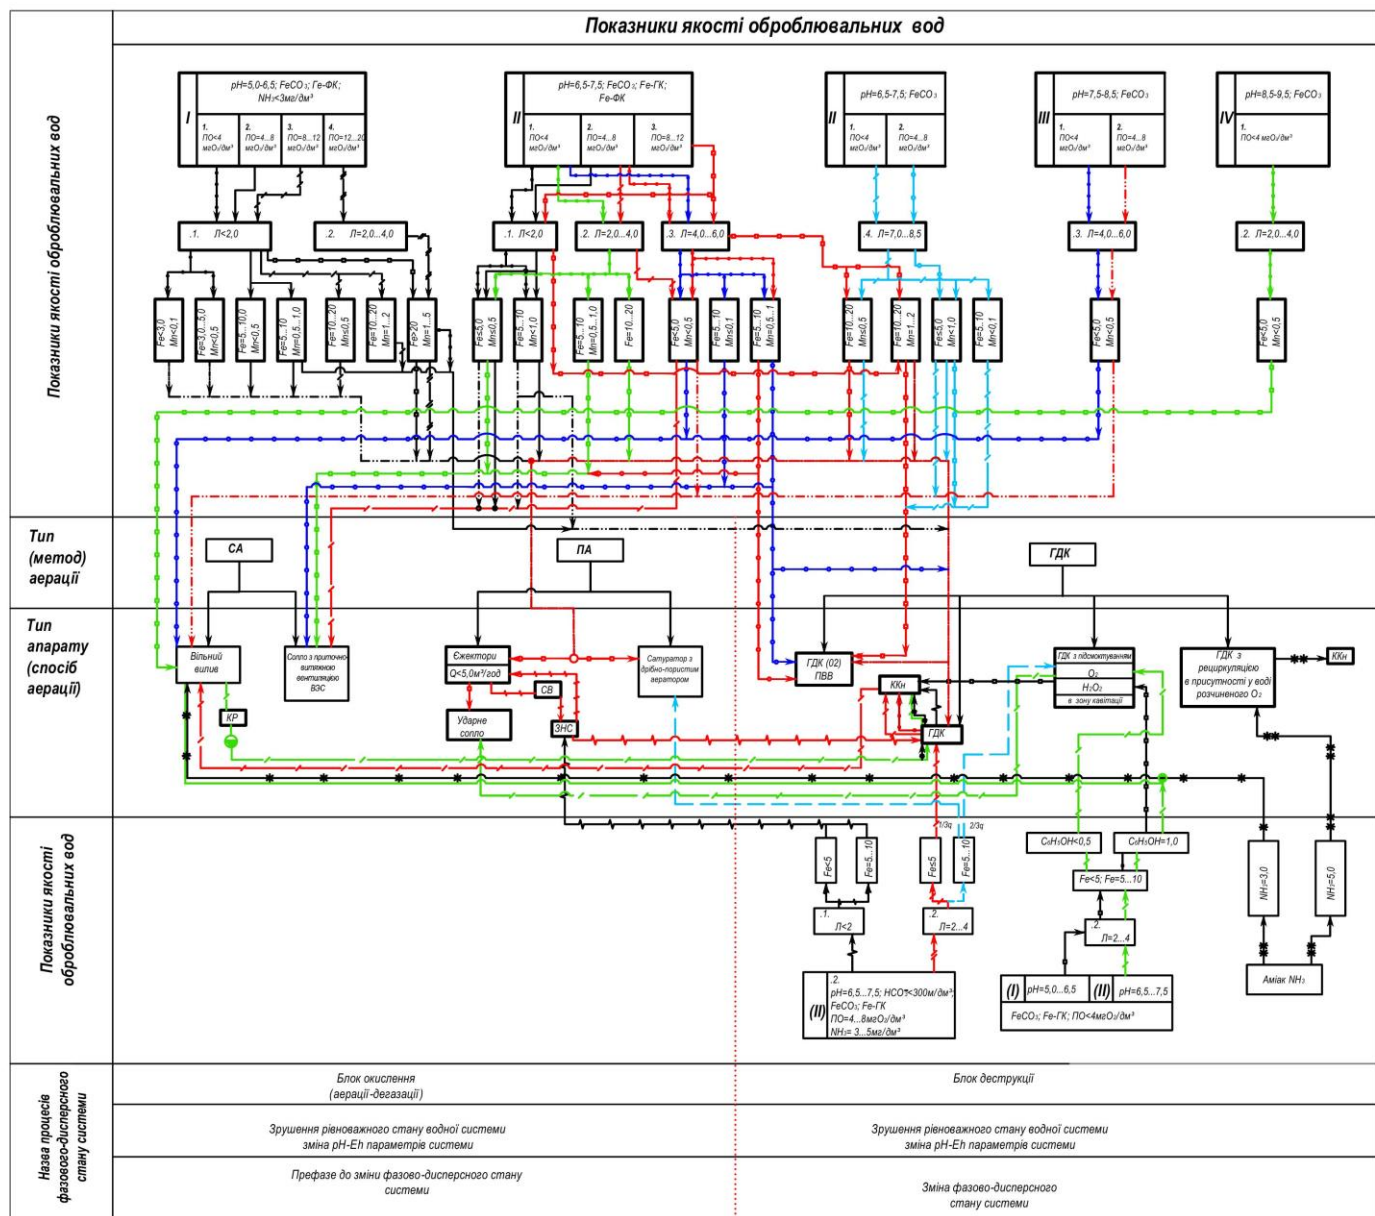 Показники якості оброблювальних вод
Показники якості оброблювальних вод
I
pH=5,0-6,5; FeCO₃; Ге-ФК;
NH₃<3мг/дм³
1.
ПО<4
мгО₂/дм³
2.
ПО=4...8
мгО₂/дм³
3.
ПО=8...12
мгО₂/дм³
4.
ПО=12...20
мгО₂/дм³
II
pH=6,5-7,5; FeCO₃; Fe-ГК;
Fe-ФК
1.
ПО<4
мгО₂/дм³
2.
ПО=4...8
мгО₂/дм³
3.
ПО=8...12
мгО₂/дм³
II
pH=6,5-7,5; FeCO₃
1.
ПО<4
мгО₂/дм³
2.
ПО=4...8
мгО₂/дм³
III
pH=7,5-8,5; FeCO₃
1.
ПО<4
мгО₂/дм³
2.
ПО=4...8
мгО₂/дм³
IV
pH=8,5-9,5; FeCO₃
1.
ПО<4 мгО₂/дм³
.1. Л<2,0
.2. Л=2,0...4,0
.1. Л<2,0
.2. Л=2,0...4,0
.3. Л=4,0...6,0
.4. Л=7,0...8,5
.3. Л=4,0...6,0
.2. Л=2,0...4,0
Fe<3,0
Mn<0,1
Fe=3,0...5,0
Mn<0,5
Fe=5...10,0
Mn<0,5
Fe=5...10
Mn=0,5...1,0
Fe=10...20
Mn≤0,5
Fe=10...20
Mn=1...2
Fe>20
Mn=1...5
Fe≤5,0
Mn≤0,5
Fe=5...10
Mn<1,0
Fe=5...10
Mn=0,5...1,0
Fe=10...20
Fe<5,0
Mn<0,5
Fe=5...10
Mn≤0,1
Fe=5...10
Mn=0,5...1
Fe=10...20
Mn≤0,5
Fe=10...20
Mn=1...2
Fe≤5,0
Mn<1,0
Fe=5...10
Mn≤0,1
Fe<5,0
Mn<0,5
Fe<5,0
Mn<0,5
Тип
(метод)
аерації
СА
ПА
ГДК
Тип
апарату
(спосіб
аерації)
Вільний
вилив
Сопло з приточно-
витяжною
вентиляцією
ВЭС
Єжектори
Q<5,0м³/год
Сатуратор з
дрібно-пористим
аератором
ГДК (02)
ПВВ
ГДК з підсмоктуванням
O₂
H₂O₂
в зону кавітації
ГДК з
рециркуляцією
в присутності у воді
розчиненого O₂
ККн
КР
СВ
Ударне
сопло
ЗНС
ККн
ГДК
Показники якості
оброблювальних вод
1/3q
2/3q
Fe<5
Fe=5...10
Fe≤5
Fe=5...10
C₆H₅OH<0,5
C₆H₅OH=1,0
Fe<5; Fe=5...10
NH₃=3,0
NH₃=5,0
.1.
Л<2
.2.
Л=2...4
.2.
Л=2...4
Аміак NH₃
(II)
.2.
pH=6,5...7,5; HCO₃<300м/дм³;
FeCO₃; Fe-ГК
ПО=4...8мгО₂/дм³
NH₃= 3...5мг/дм³
(I)
pH=5,0...6,5
(II)
pH=6,5...7,5
FeCO₃; Fe-ГК; ПО<4мгО₂/дм³
Назва процесів
фазового-дисперсного
стану системи
Блок окислення
(аерації-дегазації)
Блок деструкції
Зрушення рівноважного стану водної системи
зміна pH-Eh параметрів системи
Зрушення рівноважного стану водної системи
зміна pH-Eh параметрів системи
Префазе до зміни фазово-дисперсного стану
системи
Зміна фазово-дисперсного
стану системи